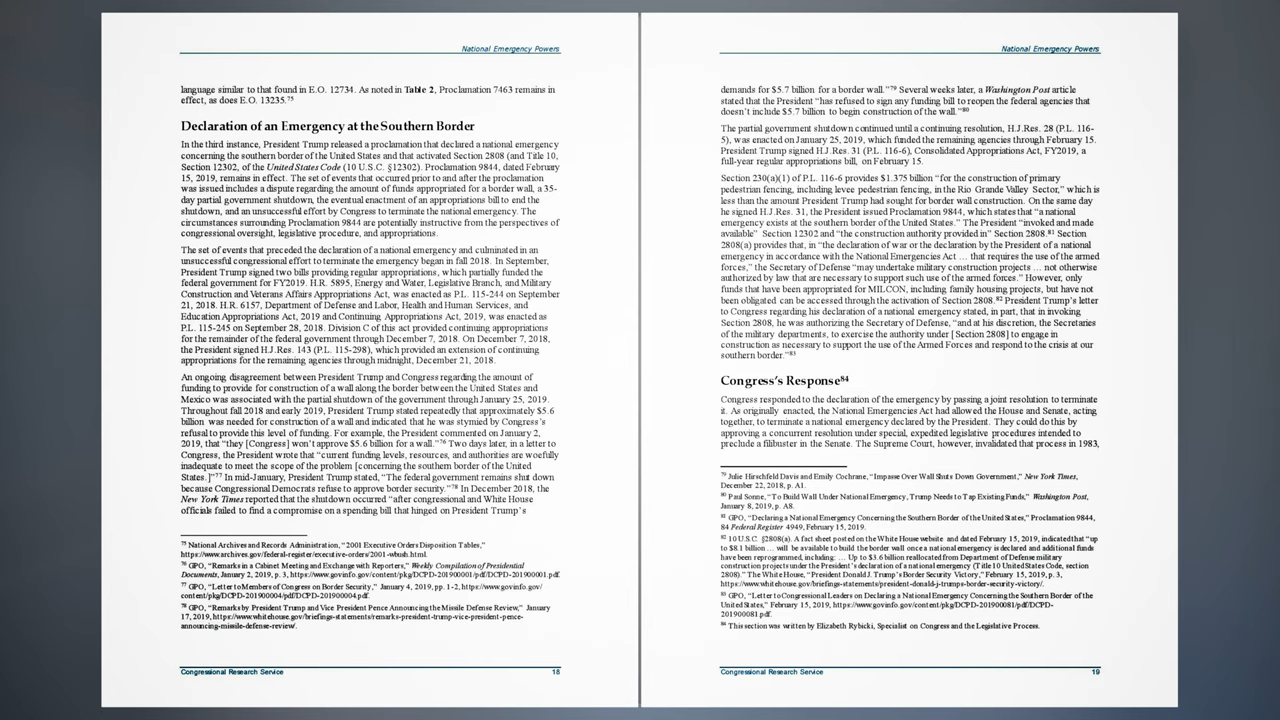 National Emergency Powers
language similar to that found in E.O. 12734. As noted in Table 2, Proclamation 7463 remains in
effect, as does E.O. 13235.75
Declaration of an Emergency at the Southern Border
In the third instance, President Trump released a proclamation that declared a national emergency
concerning the southern border of the United States and that activated Section 2808 (and Title 10,
Section 12302, of the United States Code (10 U.S.C. §12302). Proclamation 9844, dated February
15, 2019, remains in effect. The set of events that occurred prior to and after the proclamation
was issued includes a dispute regarding the amount of funds appropriated for a border wall, a 35-
day partial government shutdown, the eventual enactment of an appropriations bill to end the
shutdown, and an unsuccessful effort by Congress to terminate the national emergency. The
circumstances surrounding Proclamation 9844 are potentially instructive from the perspectives of
congressional oversight, legislative procedure, and appropriations.
The set of events that preceded the declaration of a national emergency and culminated in an
unsuccessful congressional effort to terminate the emergency began in fall 2018. In September,
President Trump signed two bills providing regular appropriations, which partially funded the
federal government for FY2019. H.R. 5895, Energy and Water, Legislative Branch, and Military
Construction and Veterans Affairs Appropriations Act, was enacted as P.L. 115-244 on September
21, 2018. H.R. 6157, Department of Defense and Labor, Health and Human Services, and
Education Appropriations Act, 2019 and Continuing Appropriations Act, 2019, was enacted as
P.L. 115-245 on September 28, 2018. Division C of this act provided continuing appropriations
for the remainder of the federal government through December 7, 2018. On December 7, 2018,
the President signed H.J.Res. 143 (P.L. 115-298), which provided an extension of continuing
appropriations for the remaining agencies through midnight, December 21, 2018.
An ongoing disagreement between President Trump and Congress regarding the amount of
funding to provide for construction of a wall along the border between the United States and
Mexico was associated with the partial shutdown of the government through January 25, 2019.
Throughout fall 2018 and early 2019, President Trump stated repeatedly that approximately $5.6
billion was needed for construction of a wall and indicated that he was stymied by Congress's
refusal to provide this level of funding. For example, the President commented on January 2,
2019, that "they [Congress] won't approve $5.6 billion for a wall."76 Two days later, in a letter to
Congress, the President wrote that "current funding levels, resources, and authorities are woefully
inadequate to meet the scope of the problem [concerning the southern border of the United
States.]"77 In mid-January, President Trump stated, "The federal government remains shut down
because Congressional Democrats refuse to approve border security."78 In December 2018, the
New York Times reported that the shutdown occurred "after congressional and White House
officials failed to find a compromise on a spending bill that hinged on President Trump's
75 National Archives and Records Administration, "2001 Executive Orders Disposition Tables,"
https://www.archives.gov/federal-register/executive-orders/2001-wbush.html.
76 GPO, "Remarks in a Cabinet Meeting and Exchange with Reporters," Weekly Compilation of Presidential
Documents, January 2, 2019, p. 3, https://www.govinfo.gov/content/pkg/DCPD-201900001/pdf/DCPD-201900001.pdf.
77 GPO, "Letter to Members of Congress on Border Security," January 4, 2019, pp. 1-2, https://www.govinfo.gov/
content/pkg/DCPD-201900004/pdf/DCPD-201900004.pdf.
78 GPO, "Remarks by President Trump and Vice President Pence Announcing the Missile Defense Review," January
17, 2019, https://www.whitehouse.gov/briefings-statements/remarks-president-trump-vice-president-pence-
announcing-missile-defense-review/.
Congressional Research Service
18
National Emergency Powers
demands for $5.7 billion for a border wall."79 Several weeks later, a Washington Post article
stated that the President "has refused to sign any funding bill to reopen the federal agencies that
doesn't include $5.7 billion to begin construction of the wall."80
The partial government shutdown continued until a continuing resolution, H.J.Res. 28 (P.L. 116-
5), was enacted on January 25, 2019, which funded the remaining agencies through February 15.
President Trump signed H.J.Res. 31 (P.L. 116-6), Consolidated Appropriations Act, FY2019, a
full-year regular appropriations bill, on February 15.
Section 230(a)(1) of P.L. 116-6 provides $1.375 billion "for the construction of primary
pedestrian fencing, including levee pedestrian fencing, in the Rio Grande Valley Sector," which is
less than the amount President Trump had sought for border wall construction. On the same day
he signed H.J.Res. 31, the President issued Proclamation 9844, which states that "a national
emergency exists at the southern border of the United States." The President "invoked and made
available" Section 12302 and "the construction authority provided in" Section 2808.81 Section
2808(a) provides that, in "the declaration of war or the declaration by the President of a national
emergency in accordance with the National Emergencies Act … that requires the use of the armed
forces," the Secretary of Defense "may undertake military construction projects … not otherwise
authorized by law that are necessary to support such use of the armed forces." However, only
funds that have been appropriated for MILCON, including family housing projects, but have not
been obligated can be accessed through the activation of Section 2808.82 President Trump's letter
to Congress regarding his declaration of a national emergency stated, in part, that in invoking
Section 2808, he was authorizing the Secretary of Defense, "and at his discretion, the Secretaries
of the military departments, to exercise the authority under [Section 2808] to engage in
construction as necessary to support the use of the Armed Forces and respond to the crisis at our
southern border."83
Congress's Response84
Congress responded to the declaration of the emergency by passing a joint resolution to terminate
it. As originally enacted, the National Emergencies Act had allowed the House and Senate, acting
together, to terminate a national emergency declared by the President. They could do this by
approving a concurrent resolution under special, expedited legislative procedures intended to
preclude a filibuster in the Senate. The Supreme Court, however, invalidated that process in 1983,
79 Julie Hirschfeld Davis and Emily Cochrane, "Impasse Over Wall Shuts Down Government," New York Times,
December 22, 2018, p. A1.
80 Paul Sonne, "To Build Wall Under National Emergency, Trump Needs to Tap Existing Funds," Washington Post,
January 8, 2019, p. A8.
81 GPO, "Declaring a National Emergency Concerning the Southern Border of the United States," Proclamation 9844,
84 Federal Register 4949, February 15, 2019.
82 10 U.S.C. §2808(a). A fact sheet posted on the White House website and dated February 15, 2019, indicated that "up
to $8.1 billion … will be available to build the border wall once a national emergency is declared and additional funds
have been reprogrammed, including: … Up to $3.6 billion reallocated from Department of Defense military
construction projects under the President's declaration of a national emergency (Title 10 United States Code, section
2808)." The White House, "President Donald J. Trump's Border Security Victory," February 15, 2019, p. 3,
https://www.whitehouse.gov/briefings-statements/president-donald-j-trumps-border-security-victory/.
83 GPO, "Letter to Congressional Leaders on Declaring a National Emergency Concerning the Southern Border of the
United States," February 15, 2019, https://www.govinfo.gov/content/pkg/DCPD-201900081/pdf/DCPD-
201900081.pdf.
84 This section was written by Elizabeth Rybicki, Specialist on Congress and the Legislative Process.
Congressional Research Service
19